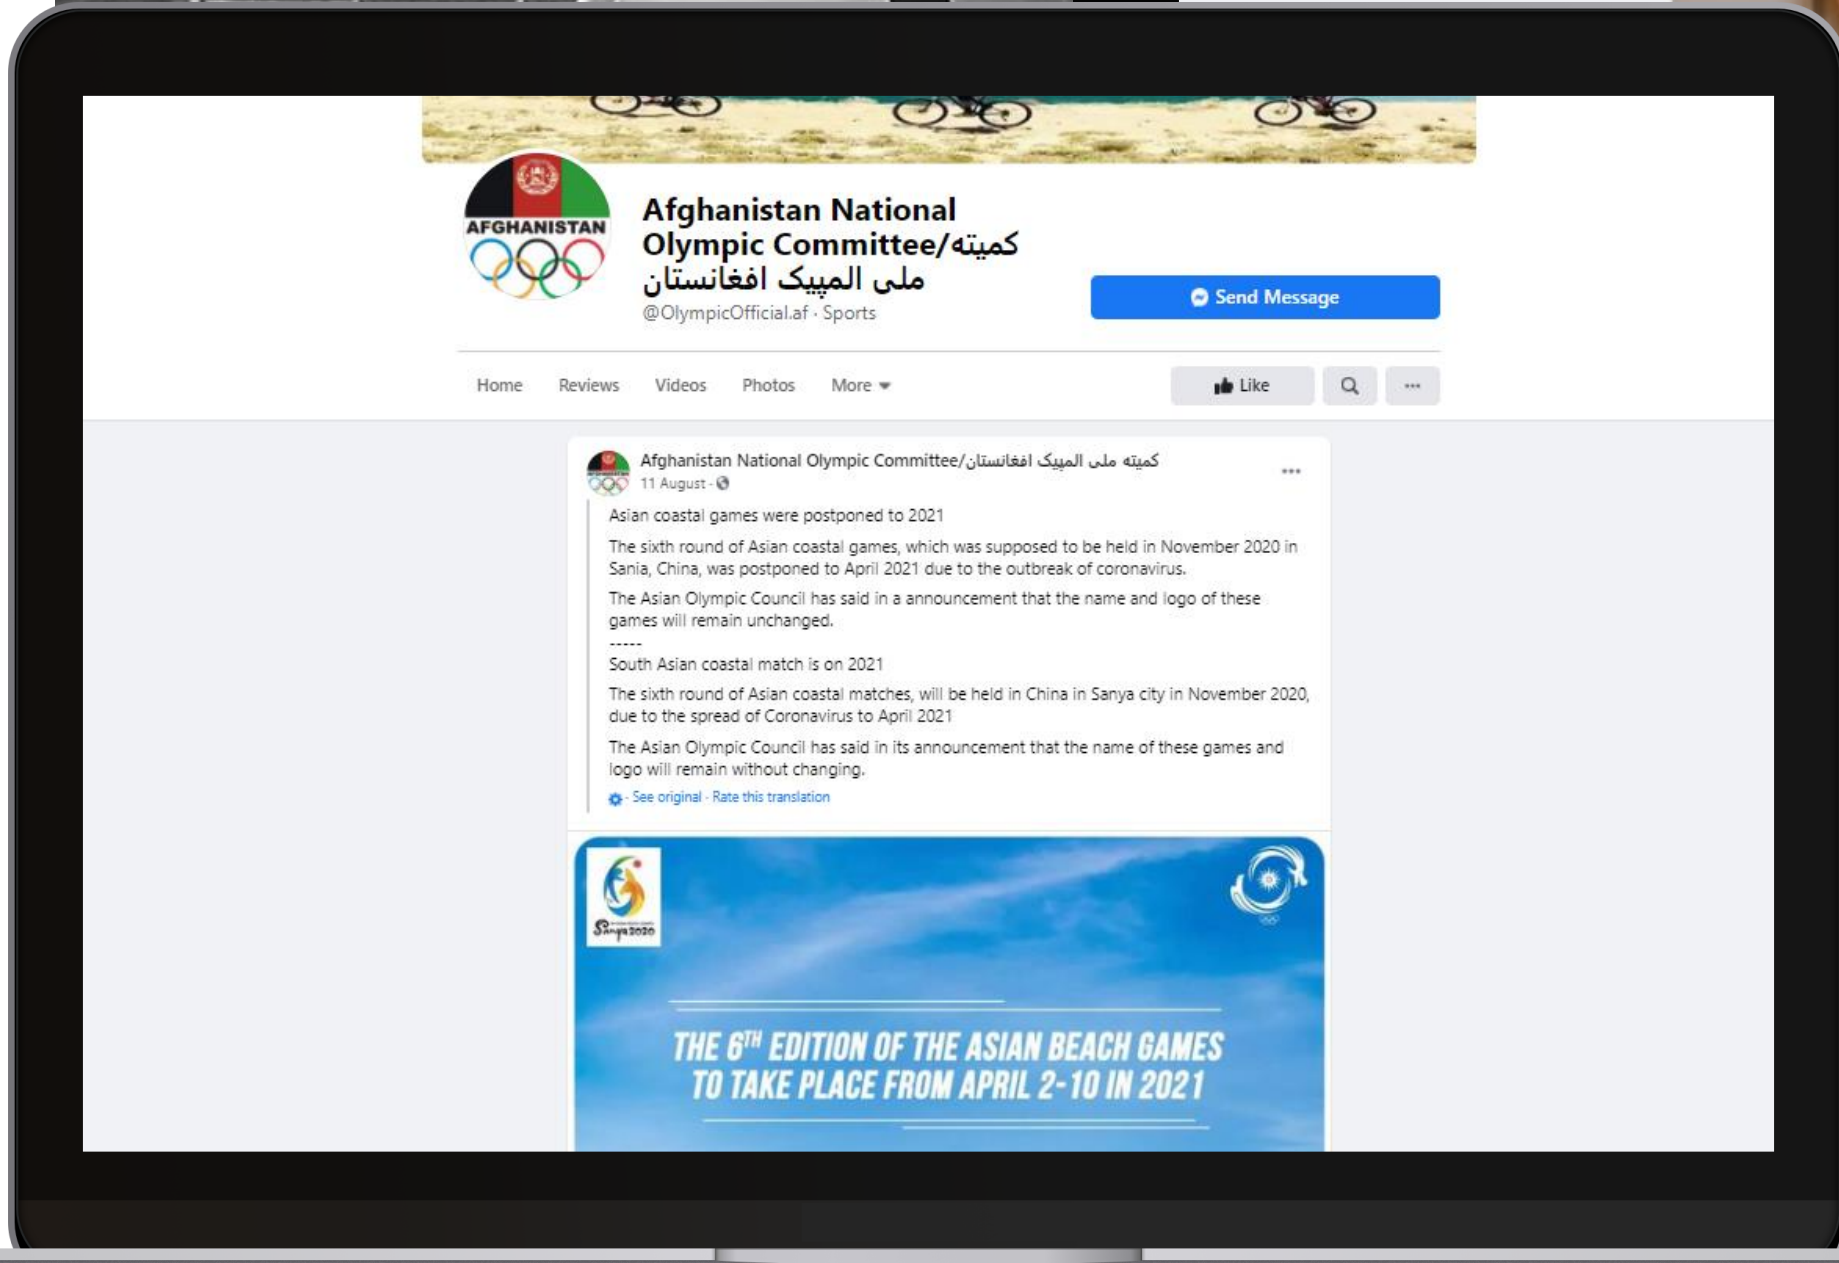 AFGHANISTAN
Afghanistan National
Olympic Committee/کمیته
ملی المپیک افغانستان
@OlympicOfficial.af · Sports
Send Message
Home Reviews Videos Photos More
Like
Afghanistan National Olympic Committee/کمیته ملی المپیک افغانستان
11 August ·
Asian coastal games were postponed to 2021
The sixth round of Asian coastal games, which was supposed to be held in November 2020 in
Sania, China, was postponed to April 2021 due to the outbreak of coronavirus.
The Asian Olympic Council has said in a announcement that the name and logo of these
games will remain unchanged.
-----
South Asian coastal match is on 2021
The sixth round of Asian coastal matches, will be held in China in Sanya city in November 2020,
due to the spread of Coronavirus to April 2021
The Asian Olympic Council has said in its announcement that the name of these games and
logo will remain without changing.
· See original · Rate this translation
Sanya 2020
THE 6TH EDITION OF THE ASIAN BEACH GAMES
TO TAKE PLACE FROM APRIL 2-10 IN 2021